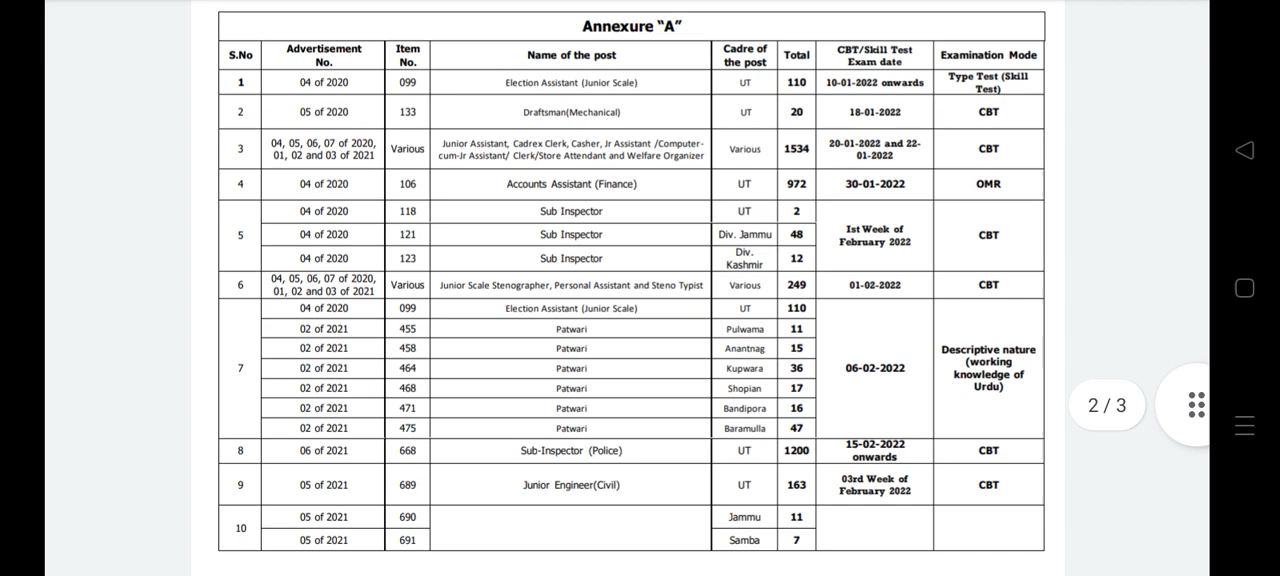 Annexure "A"
S.No Advertisement No. Item No. Name of the post Cadre of the post Total CBT/Skill Test Exam date Examination Mode
1 04 of 2020 099 Election Assistant (Junior Scale) UT 110 10-01-2022 onwards Type Test (Skill Test)
2 05 of 2020 133 Draftsman(Mechanical) UT 20 18-01-2022 CBT
3 04, 05, 06, 07 of 2020, 01, 02 and 03 of 2021 Various Junior Assistant, Cadrex Clerk, Casher, Jr Assistant /Computer-cum-Jr Assistant/ Clerk/Store Attendant and Welfare Organizer Various 1534 20-01-2022 and 22-01-2022 CBT
4 04 of 2020 106 Accounts Assistant (Finance) UT 972 30-01-2022 OMR
5 04 of 2020 118 Sub Inspector UT 2 Ist Week of February 2022 CBT
04 of 2020 121 Sub Inspector Div. Jammu 48
04 of 2020 123 Sub Inspector Div. Kashmir 12
6 04, 05, 06, 07 of 2020, 01, 02 and 03 of 2021 Various Junior Scale Stenographer, Personal Assistant and Steno Typist Various 249 01-02-2022 CBT
7 04 of 2020 099 Election Assistant (Junior Scale) UT 110 06-02-2022 Descriptive nature (working knowledge of Urdu)
02 of 2021 455 Patwari Pulwama 11
02 of 2021 458 Patwari Anantnag 15
02 of 2021 464 Patwari Kupwara 36
02 of 2021 468 Patwari Shopian 17
02 of 2021 471 Patwari Bandipora 16
02 of 2021 475 Patwari Baramulla 47
8 06 of 2021 668 Sub-Inspector (Police) UT 1200 15-02-2022 onwards CBT
9 05 of 2021 689 Junior Engineer(Civil) UT 163 03rd Week of February 2022 CBT
10 05 of 2021 690 Jammu 11
05 of 2021 691 Samba 7
2 / 3